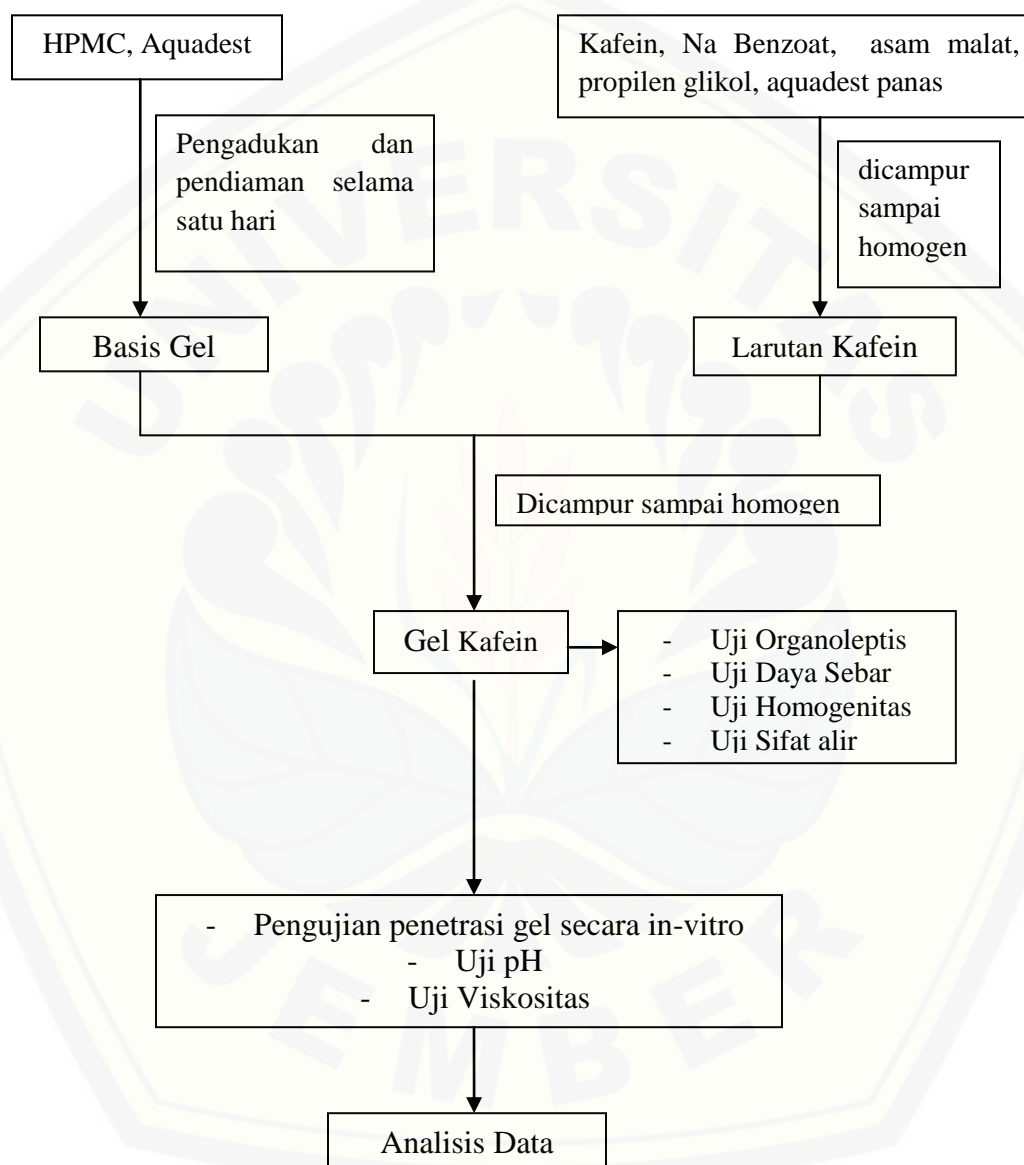 HPMC, Aquadest
Kafein, Na Benzoat, asam malat,
propilen glikol, aquadest panas
Pengadukan dan
pendiaman selama
satu hari
dicampur
sampai
homogen
Basis Gel
Larutan Kafein
Dicampur sampai homogen
Gel Kafein
- Uji Organoleptis
- Uji Daya Sebar
- Uji Homogenitas
- Uji Sifat alir
- Pengujian penetrasi gel secara in-vitro
- Uji pH
- Uji Viskositas
Analisis Data
UNIVERSITAS
JEMBER